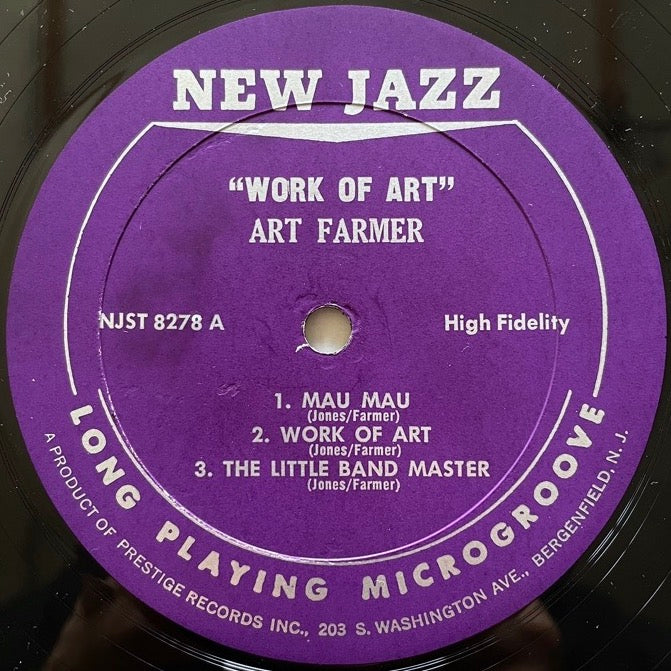 NEW JAZZ
“WORK OF ART”
ART FARMER
NJST 8278 A
High Fidelity
1. MAU MAU
(Jones/Farmer)
2. WORK OF ART
(Jones/Farmer)
3. THE LITTLE BAND MASTER
(Jones/Farmer)
LONG PLAYING MICROGROOVE
A PRODUCT OF PRESTIGE RECORDS INC., 203 S. WASHINGTON AVE., BERGENFIELD, N. J.